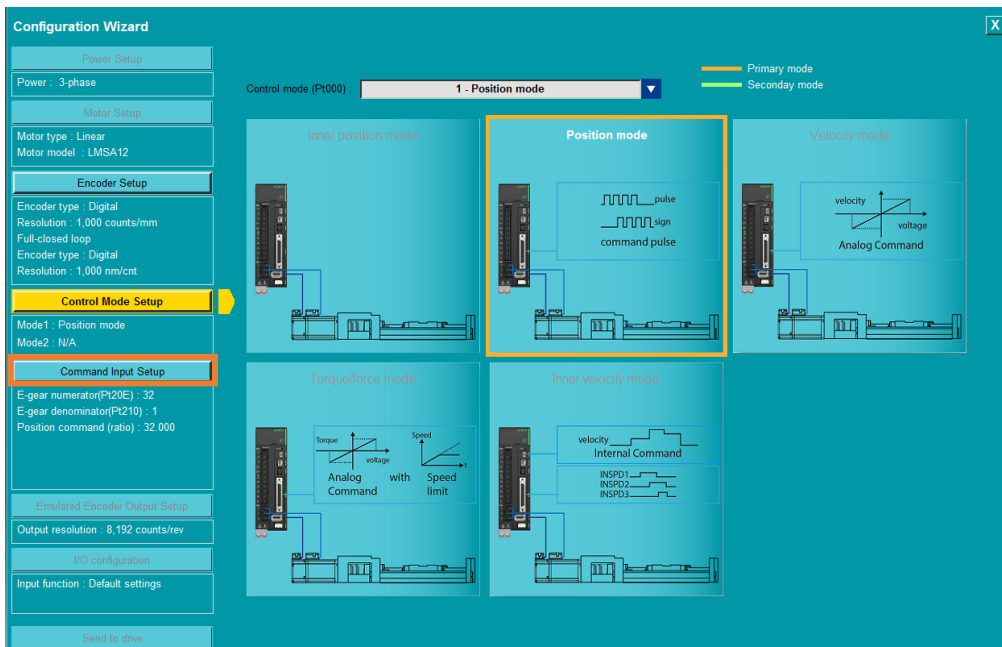 Configuration Wizard
X
Power Setup
Power : 3-phase
Motor Setup
Motor type : Linear
Motor model : LMSA12
Encoder Setup
Encoder type : Digital
Resolution : 1,000 counts/mm
Full-closed loop
Encoder type : Digital
Resolution : 1,000 nm/cnt
Control Mode Setup
Mode1 : Position mode
Mode2 : N/A
Command Input Setup
E-gear numerator(Pt20E) : 32
E-gear denominator(Pt210) : 1
Position command (ratio) : 32.000
Emulated Encoder Output Setup
Output resolution : 8,192 counts/rev
I/O configuration
Input function : Default settings
Send to drive
Control mode (Pt000) :
1 - Position mode
Primary mode
Seconday mode
Inner position mode
Position mode
pulse
sign
command pulse
Velocity mode
velocity
voltage
Analog Command
Torque/force mode
Torque
voltage
Speed
t
Analog with Speed
Command limit
Inner velocity mode
velocity
Internal Command
INSPD1
INSPD2
INSPD3